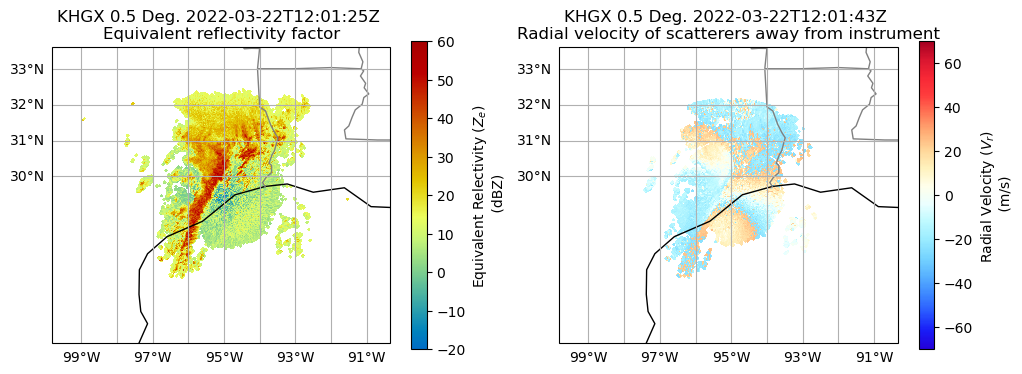 KHGX 0.5 Deg. 2022-03-22T12:01:25Z
Equivalent reflectivity factor
33°N
32°N
31°N
30°N
99°W 97°W 95°W 93°W 91°W
60
50
40
30
20
10
0
−10
−20
Equivalent Relectivity (Ze)
(dBZ)
KHGX 0.5 Deg. 2022-03-22T12:01:43Z
Radial velocity of scatterers away from instrument
33°N
32°N
31°N
30°N
99°W 97°W 95°W 93°W 91°W
60
40
20
0
−20
−40
−60
Radial Velocity (Vr)
(m/s)